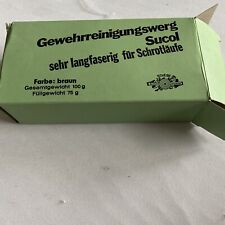 Gewehrreinigungswerg
Sucol
sehr langfaserig für Schrotläufe
Farbe: braun
Gesamtgewicht 100 g
Füllgewicht 75 g